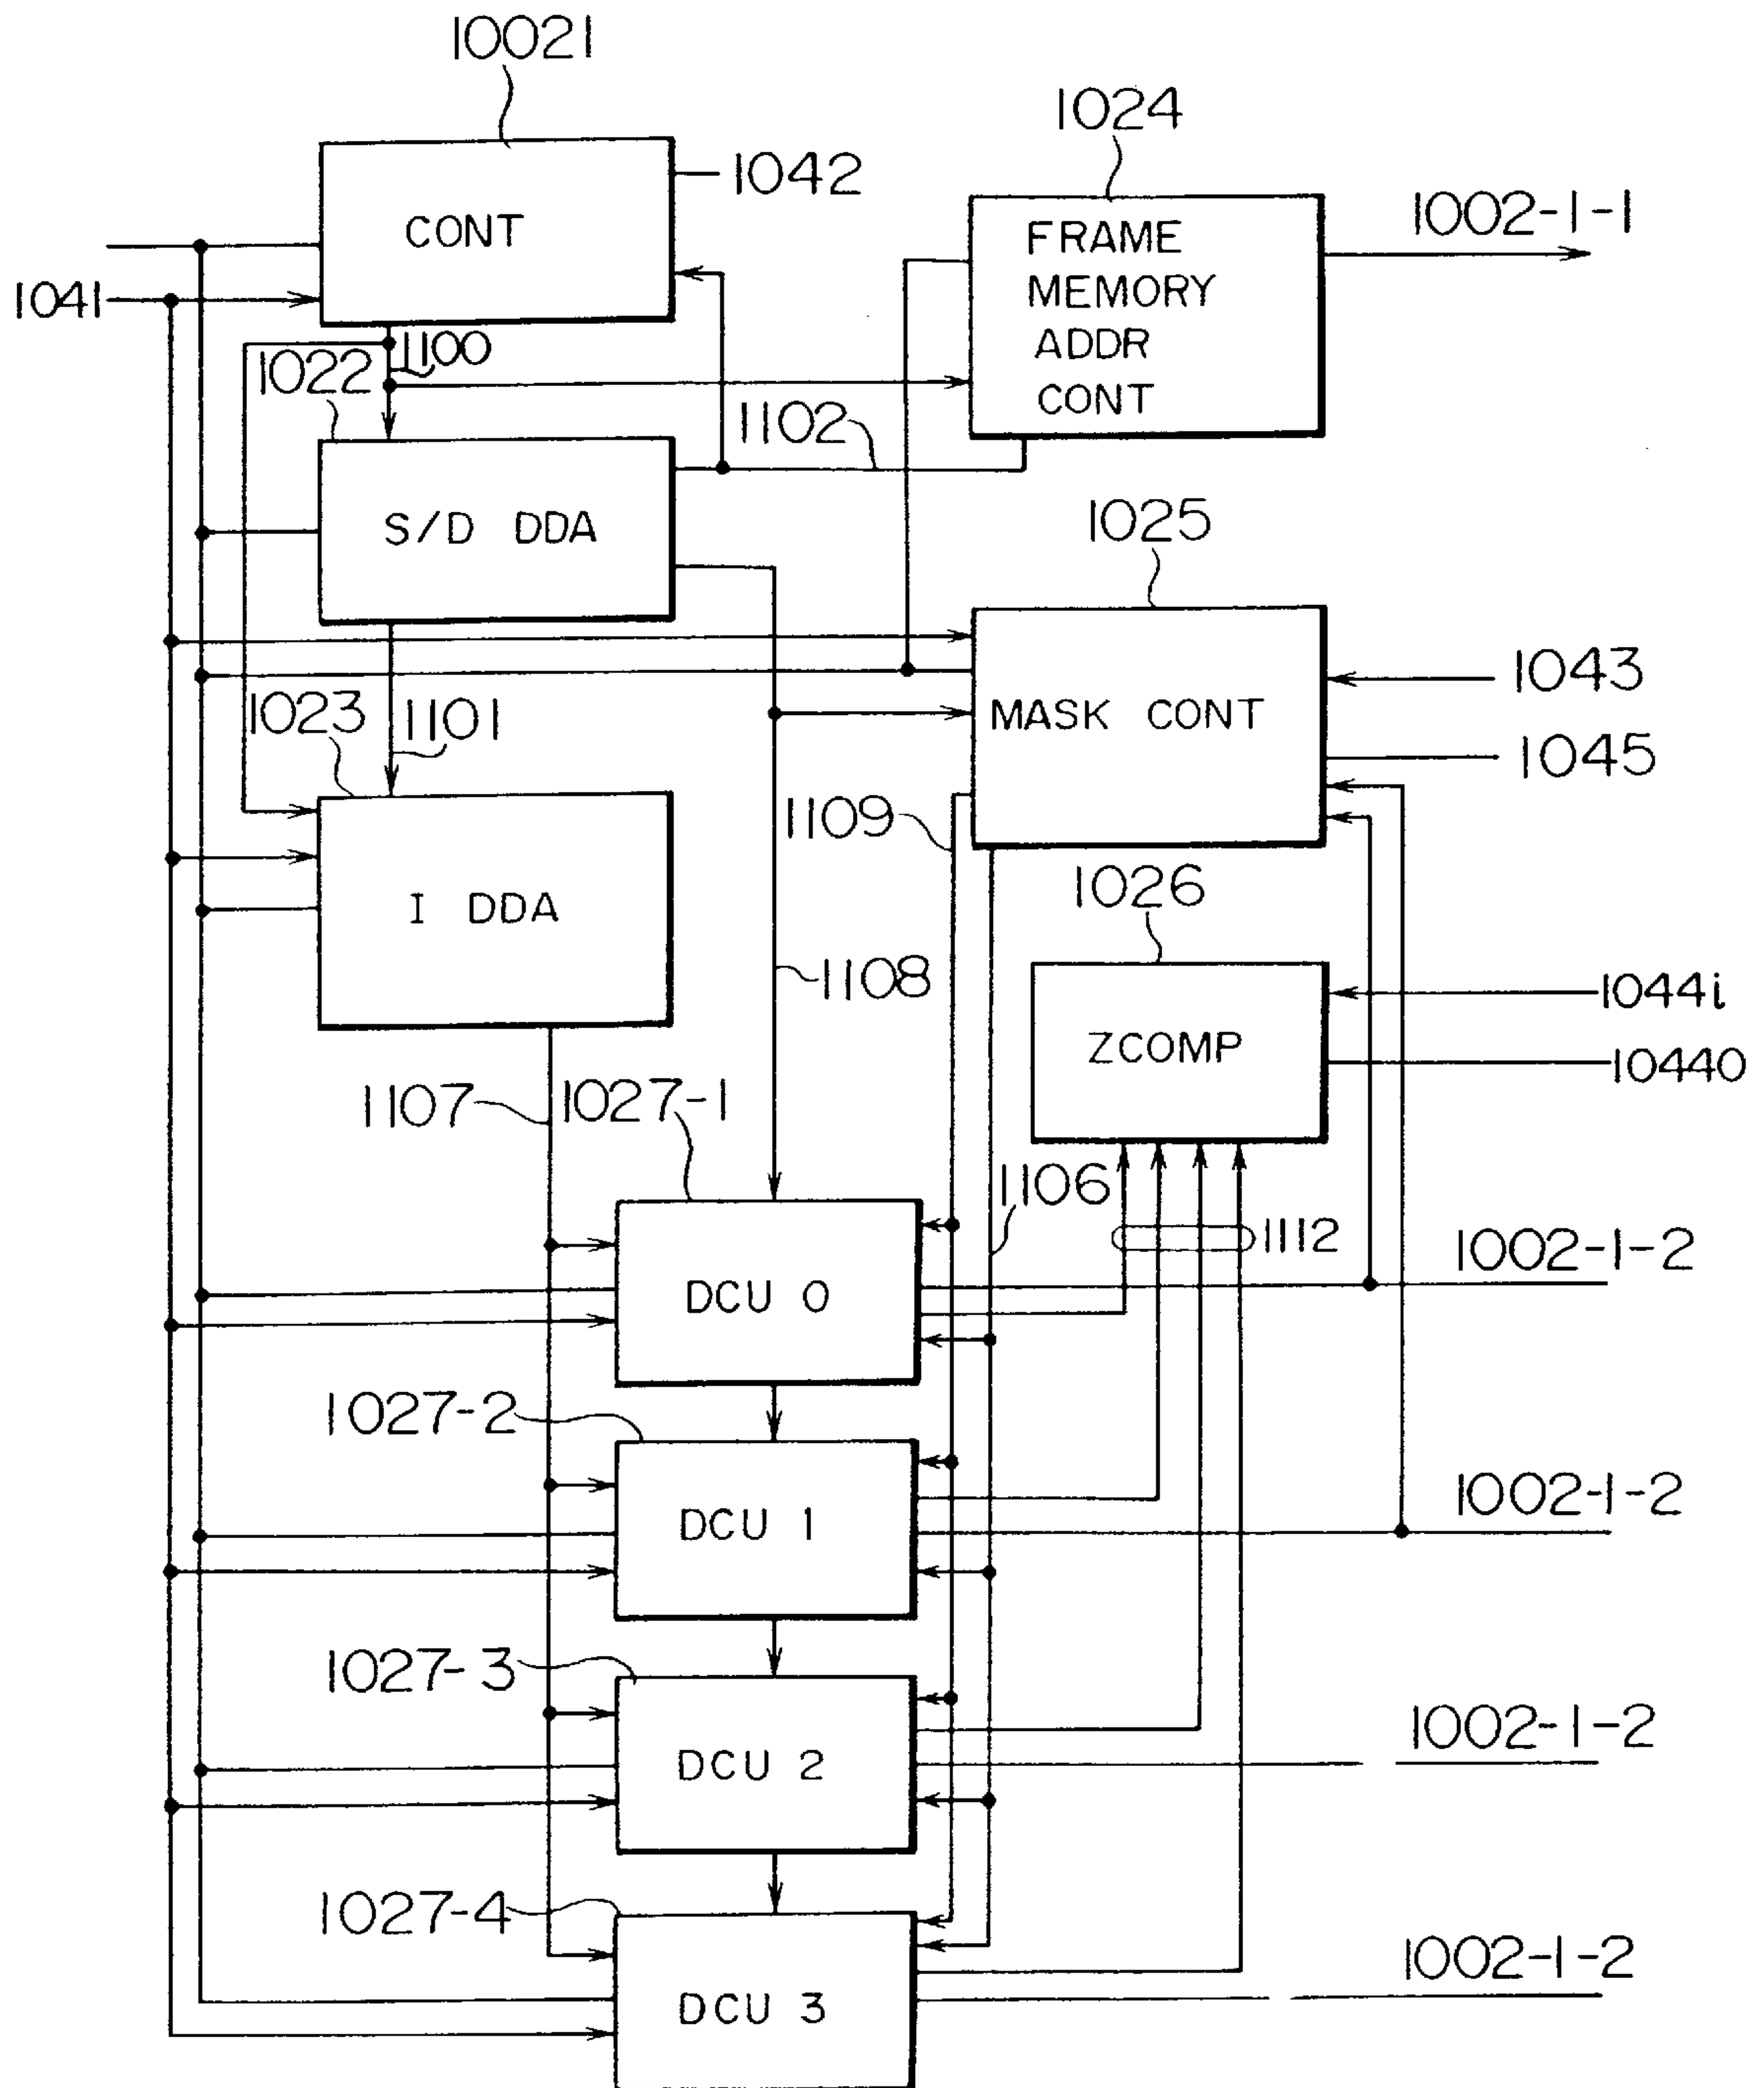 10021
1024
1042
1002-1-1
CONT
FRAME
MEMORY
ADDR
CONT
1041
1100
1022
1102
S/D DDA
1025
1043
MASK CONT
1045
1023
1101
1109
1026
I DDA
1108
1044i
ZCOMP
1044O
1107
1027-1
1106
1112
1002-1-2
DCU 0
1027-2
1002-1-2
DCU 1
1027-3
1002-1-2
DCU 2
1027-4
1002-1-2
DCU 3